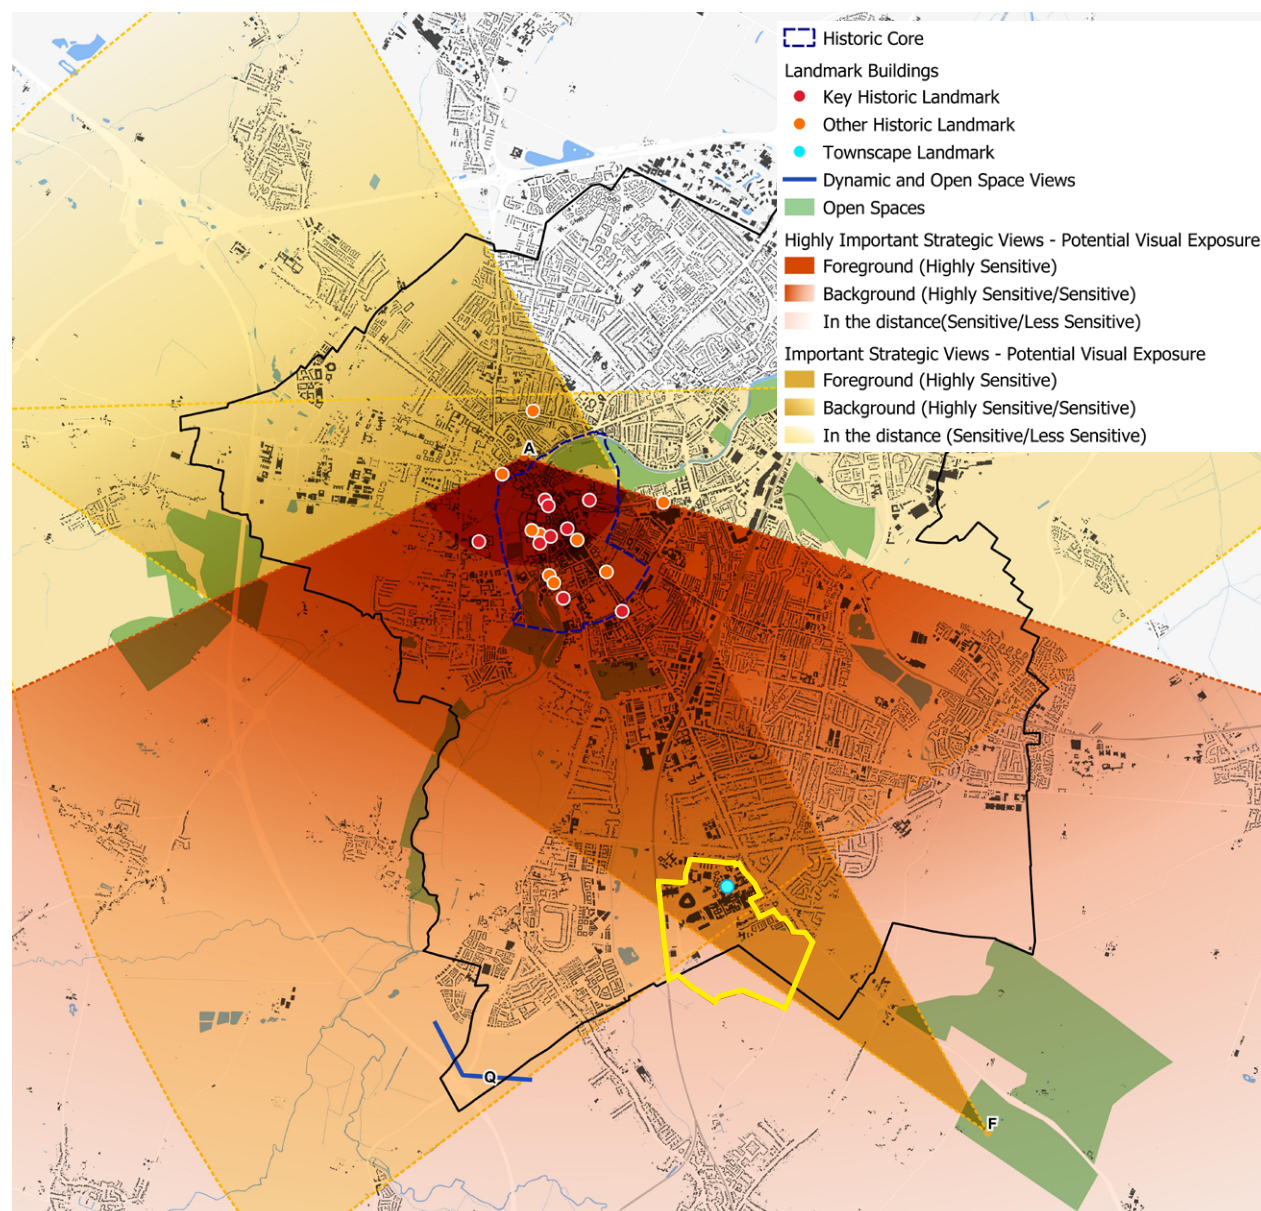 Historic Core
Landmark Buildings
Key Historic Landmark
Other Historic Landmark
Townscape Landmark
Dynamic and Open Space Views
Open Spaces
Highly Important Strategic Views - Potential Visual Exposure
Foreground (Highly Sensitive)
Background (Highly Sensitive/Sensitive)
In the distance(Sensitive/Less Sensitive)
Important Strategic Views - Potential Visual Exposure
Foreground (Highly Sensitive)
Background (Highly Sensitive/Sensitive)
In the distance (Sensitive/Less Sensitive)
A
Q
F